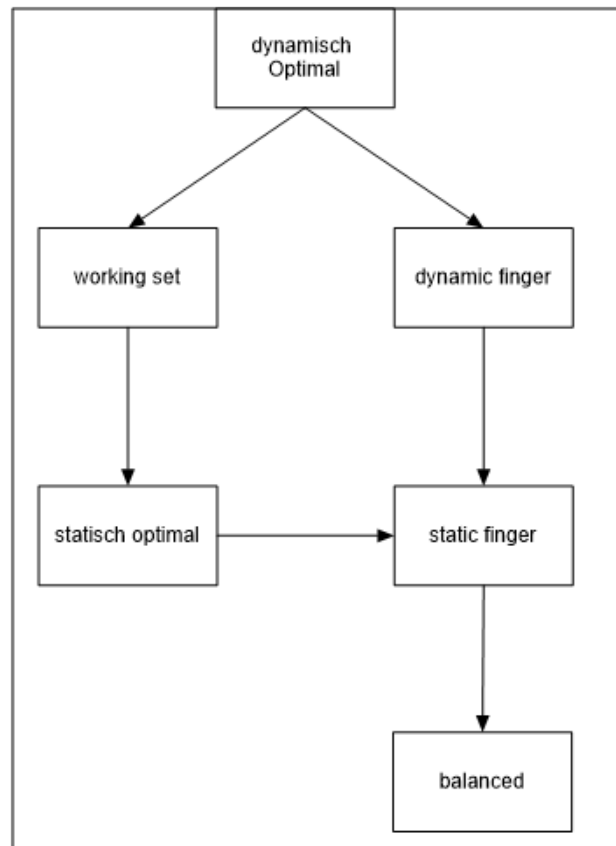 dynamisch
Optimal
working set
dynamic finger
statisch optimal
static finger
balanced